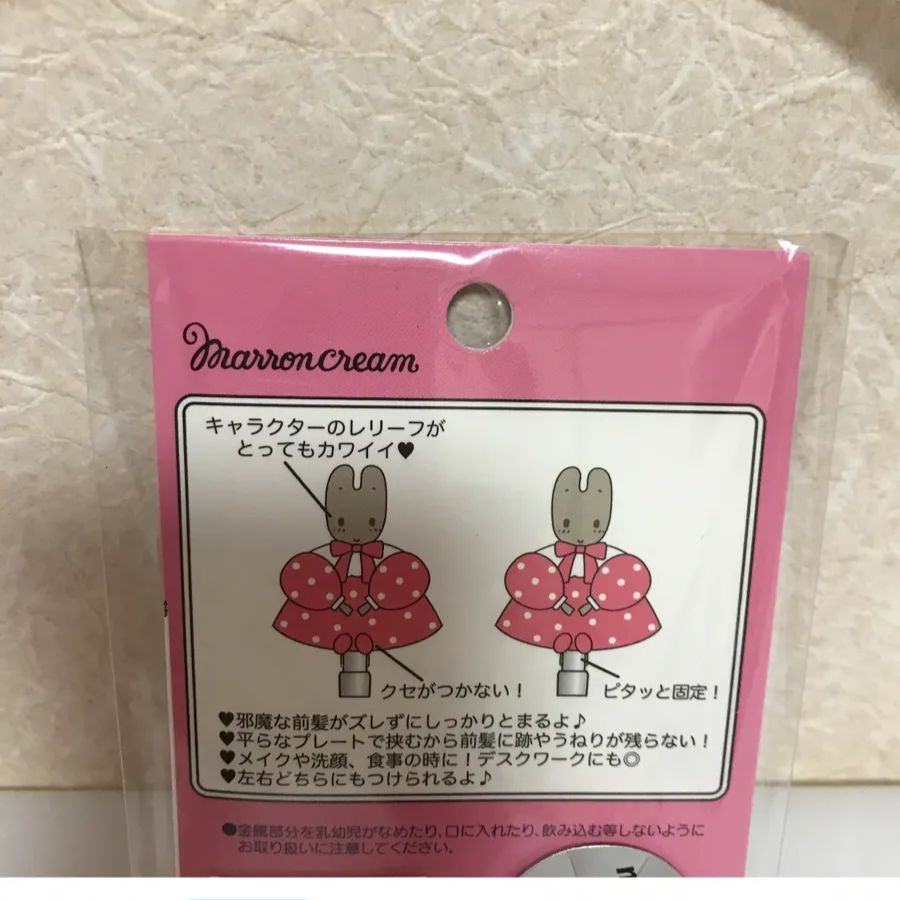 marroncream
キャラクターのレリーフが
とってもカワイイ♥
クセがつかない！
ピタッと固定！
♥邪魔な前髪がズレずにしっかりとまるよ♪
♥平らなプレートで挟むから前髪に跡やうねりが残らない！
♥メイクや洗顔、食事の時に！デスクワークにも◎
♥左右どちらにもつけられるよ♪
●金属部分を乳幼児がなめたり、口に入れたり、飲み込む等しないように
お取り扱いに注意してください。